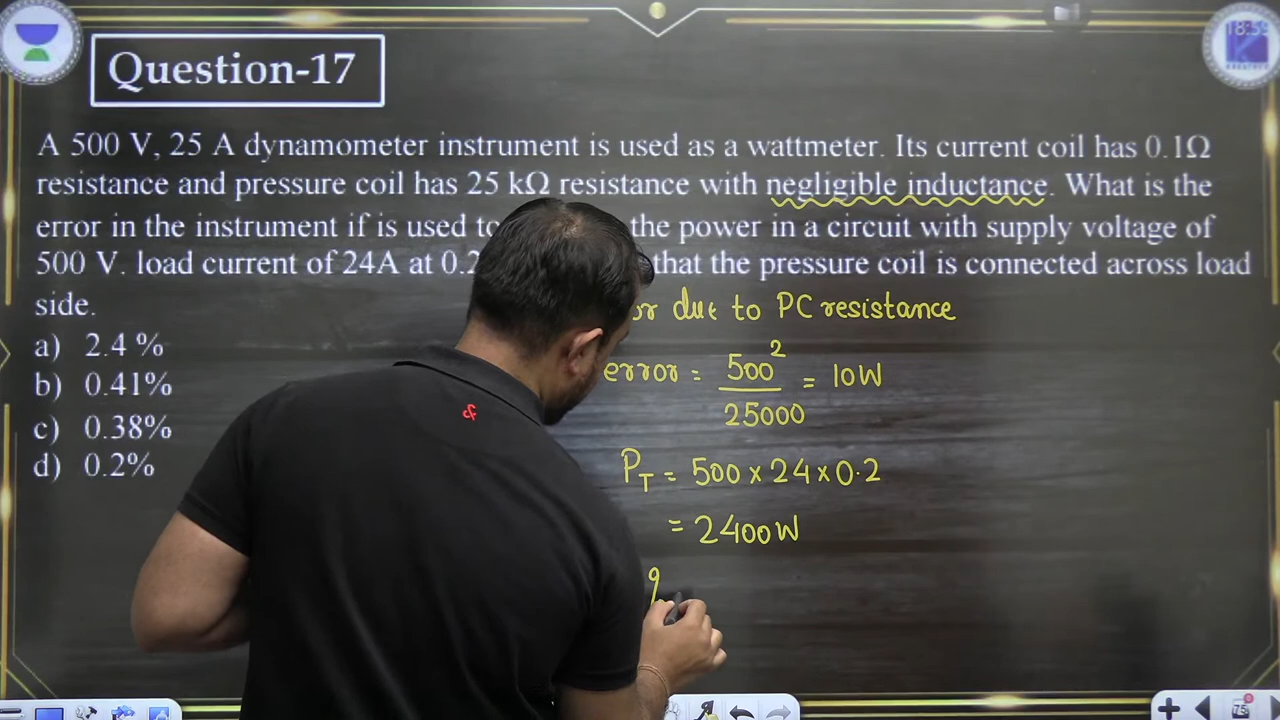 Question-17
A 500 V, 25 A dynamometer instrument is used as a wattmeter. Its current coil has 0.1Ω
resistance and pressure coil has 25 kΩ resistance with negligible inductance. What is the
error in the instrument if is used to the power in a circuit with supply voltage of
500 V. load current of 24A at 0.2 that the pressure coil is connected across load
side.
due to PC resistance
a) 2.4 %
b) 0.41%
c) 0.38%
d) 0.2%
error = 500² / 25000 = 10W
P_T = 500 x 24 x 0.2
= 2400W
18:55
75